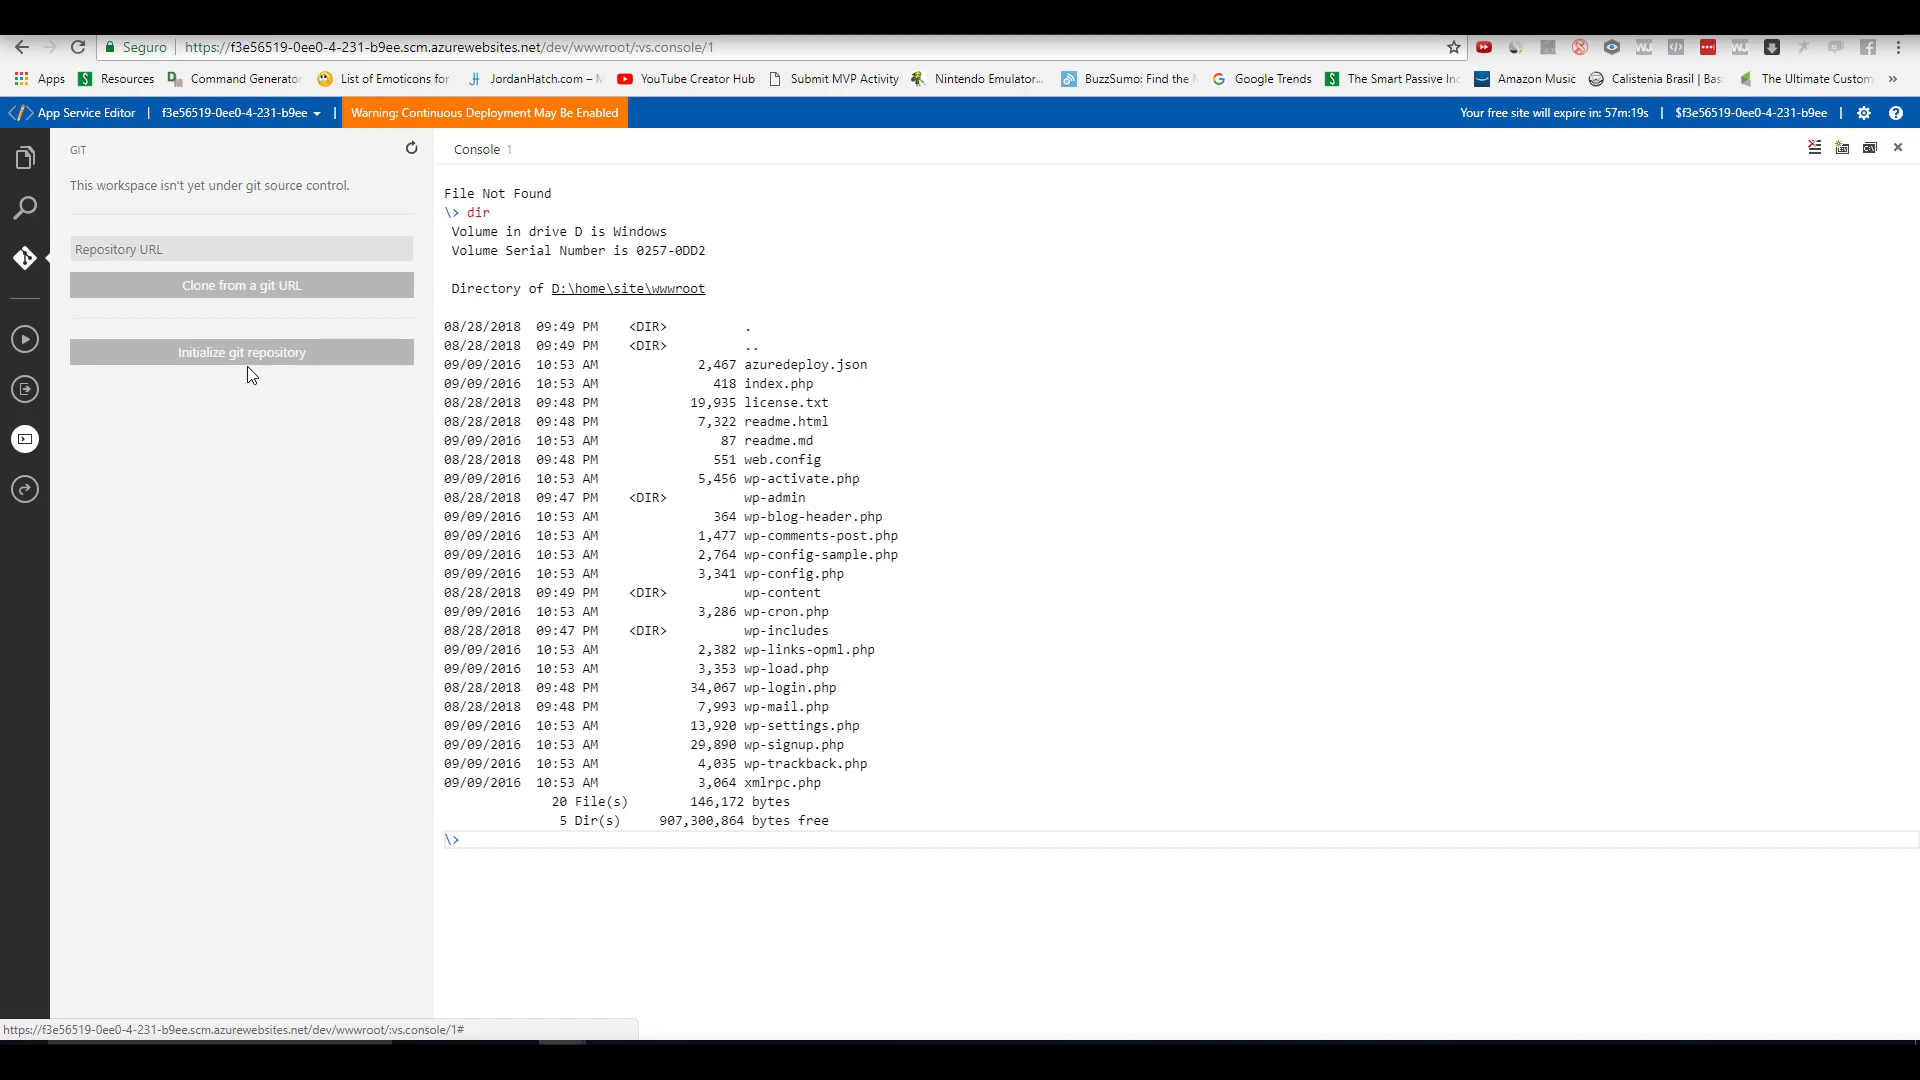 Seguro | https://f3e56519-0ee0-4-231-b9ee.scm.azurewebsites.net/dev/wwwroot/:vs.console/1
Apps Resources Command Generator List of Emoticons for JordanHatch.com – YouTube Creator Hub Submit MVP Activity Nintendo Emulator... BuzzSumo: Find the Google Trends The Smart Passive Inc Amazon Music Calistenia Brasil | Bas The Ultimate Custom »
App Service Editor | f3e56519-0ee0-4-231-b9ee | Warning: Continuous Deployment May Be Enabled Your free site will expire in: 57m:19s | $f3e56519-0ee0-4-231-b9ee |
GIT
This workspace isn't yet under git source control.
Repository URL
Clone from a git URL
Initialize git repository
Console 1
File Not Found
\> dir
Volume in drive D is Windows
Volume Serial Number is 0257-0DD2
Directory of D:\home\site\wwwroot
08/28/2018 09:49 PM <DIR> .
08/28/2018 09:49 PM <DIR> ..
09/09/2016 10:53 AM 2,467 azuredeploy.json
09/09/2016 10:53 AM 418 index.php
08/28/2018 09:48 PM 19,935 license.txt
08/28/2018 09:48 PM 7,322 readme.html
09/09/2016 10:53 AM 87 readme.md
08/28/2018 09:48 PM 551 web.config
09/09/2016 10:53 AM 5,456 wp-activate.php
08/28/2018 09:47 PM <DIR> wp-admin
09/09/2016 10:53 AM 364 wp-blog-header.php
09/09/2016 10:53 AM 1,477 wp-comments-post.php
09/09/2016 10:53 AM 2,764 wp-config-sample.php
09/09/2016 10:53 AM 3,341 wp-config.php
08/28/2018 09:49 PM <DIR> wp-content
09/09/2016 10:53 AM 3,286 wp-cron.php
08/28/2018 09:47 PM <DIR> wp-includes
09/09/2016 10:53 AM 2,382 wp-links-opml.php
09/09/2016 10:53 AM 3,353 wp-load.php
08/28/2018 09:48 PM 34,067 wp-login.php
08/28/2018 09:48 PM 7,993 wp-mail.php
09/09/2016 10:53 AM 13,920 wp-settings.php
09/09/2016 10:53 AM 29,890 wp-signup.php
09/09/2016 10:53 AM 4,035 wp-trackback.php
09/09/2016 10:53 AM 3,064 xmlrpc.php
20 File(s) 146,172 bytes
5 Dir(s) 907,300,864 bytes free
\>
https://f3e56519-0ee0-4-231-b9ee.scm.azurewebsites.net/dev/wwwroot/:vs.console/1#